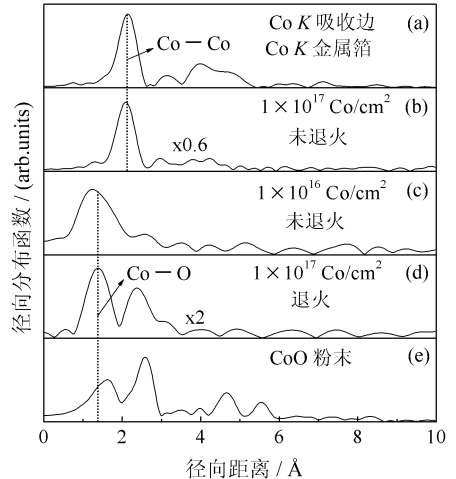 Co K 吸收边 (a)
Co — Co
Co K 金属箔
1×10¹⁷ Co/cm² (b)
x0.6 未退火
1×10¹⁶ Co/cm² (c)
未退火
Co — O 1×10¹⁷ Co/cm² (d)
退火
x2
CoO 粉末 (e)
径向分布函数 / (arb.units)
0 2 4 6 8 10
径向距离 / Å